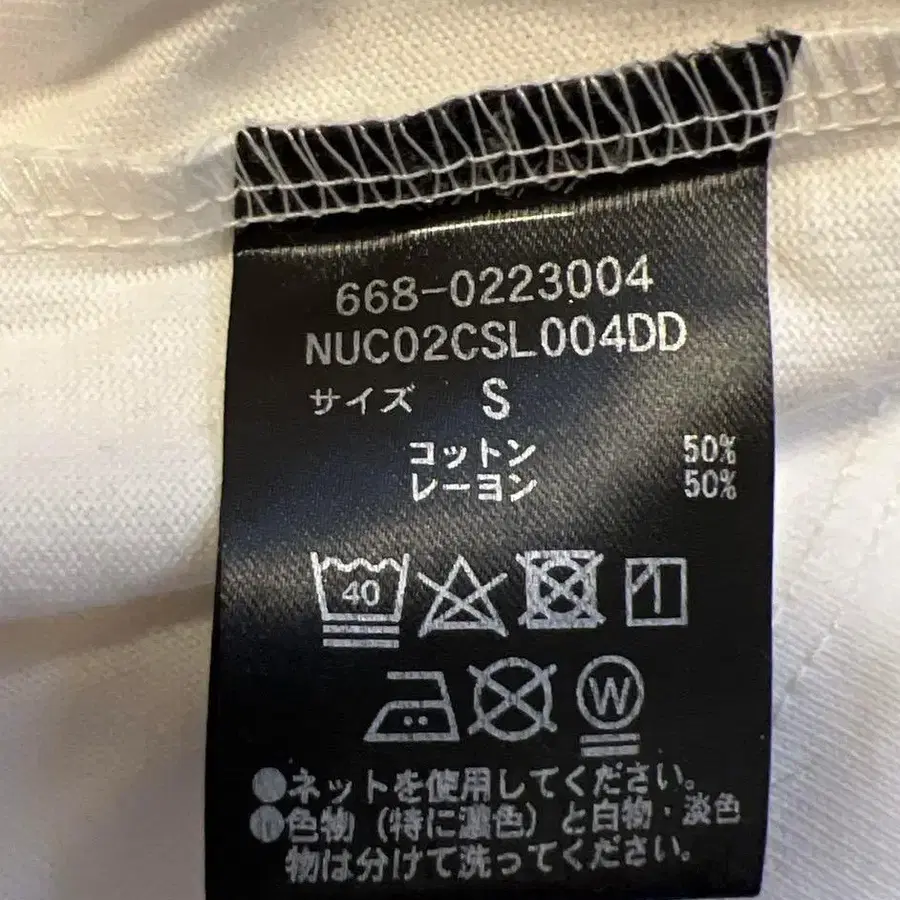 668-0223004
NUC02CSL004DD
サイズ S
コットン 50%
レーヨン 50%
40
W
●ネットを使用してください。
●色物（特に濃色）と白物・淡色
物は分けて洗ってください。